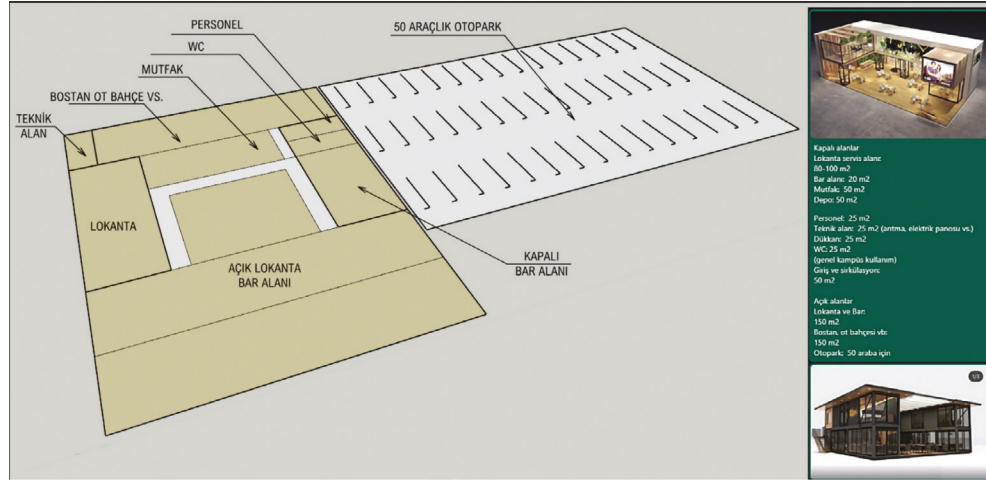 PERSONEL
50 ARAÇLIK OTOPARK
WC
MUTFAK
BOSTAN OT BAHÇE VS.
TEKNİK
ALAN
LOKANTA
AÇIK LOKANTA
BAR ALANI
KAPALI
BAR ALANI
Kapalı alanlar
Lokanta servis alanı:
80-100 m2
Bar alanı: 20 m2
Mutfak: 50 m2
Depo: 50 m2
Personel: 25 m2
Teknik alan: 25 m2 (arıtma, elektrik panosu vs.)
Dükkan: 25 m2
WC: 25 m2
(genel kampüs kullanım)
Giriş ve sirkülasyon:
50 m2
Açık alanlar
Lokanta ve Bar:
150 m2
Bostan, ot bahçesi vb:
150 m2
Otopark: 50 araba için
1/3